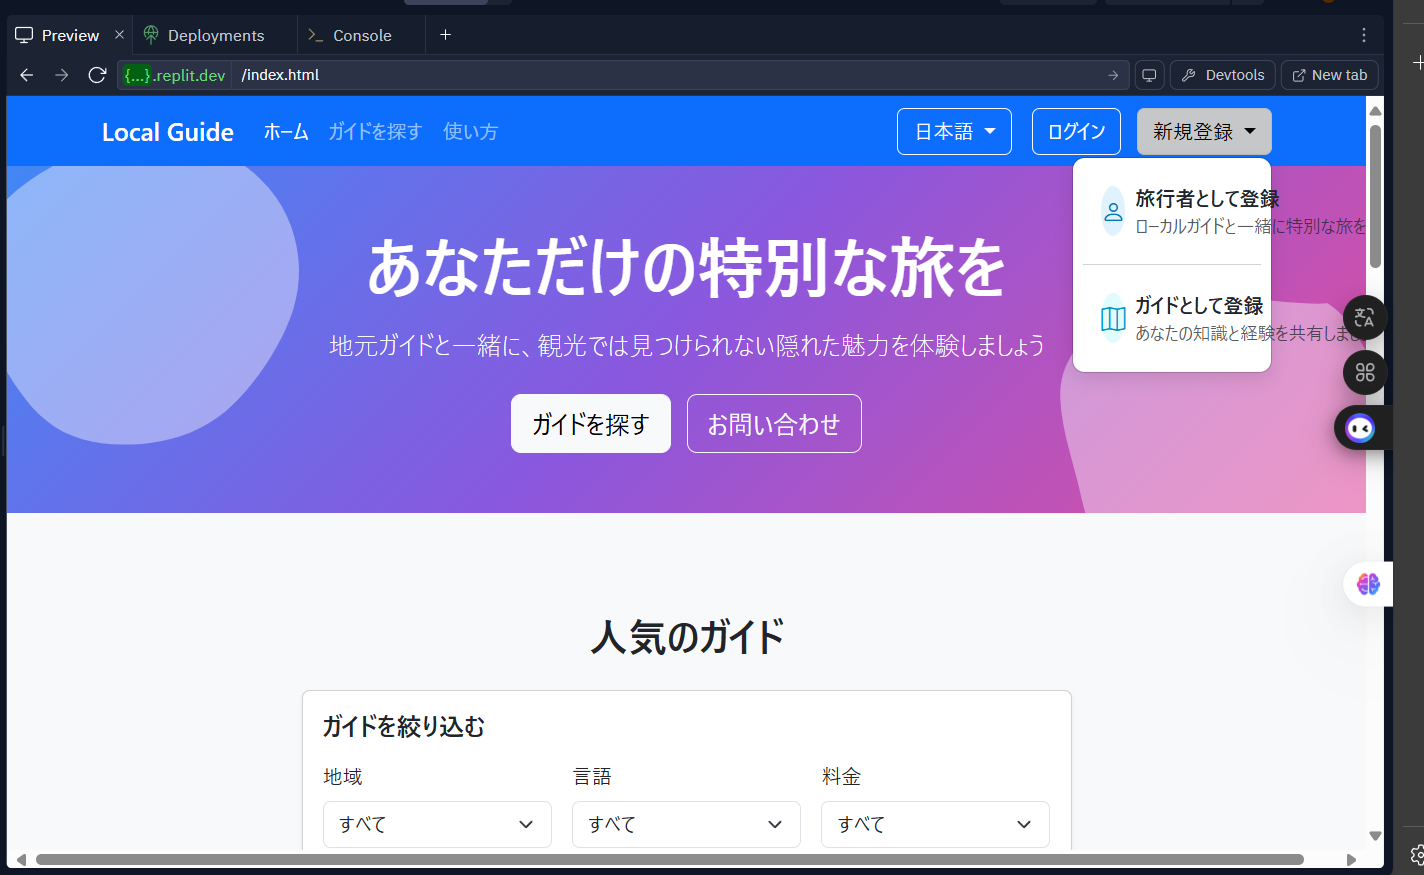 Preview
Deployments
Console
{...}.replit.dev
/index.html
Devtools
New tab
Local Guide
ホーム
ガイドを探す
使い方
日本語
ログイン
新規登録
旅行者として登録
ローカルガイドと一緒に特別な旅を
ガイドとして登録
あなたの知識と経験を共有しまし
あなただけの特別な旅を
地元ガイドと一緒に、観光では見つけられない隠れた魅力を体験しましょう
ガイドを探す
お問い合わせ
人気のガイド
ガイドを絞り込む
地域
言語
料金
すべて
すべて
すべて